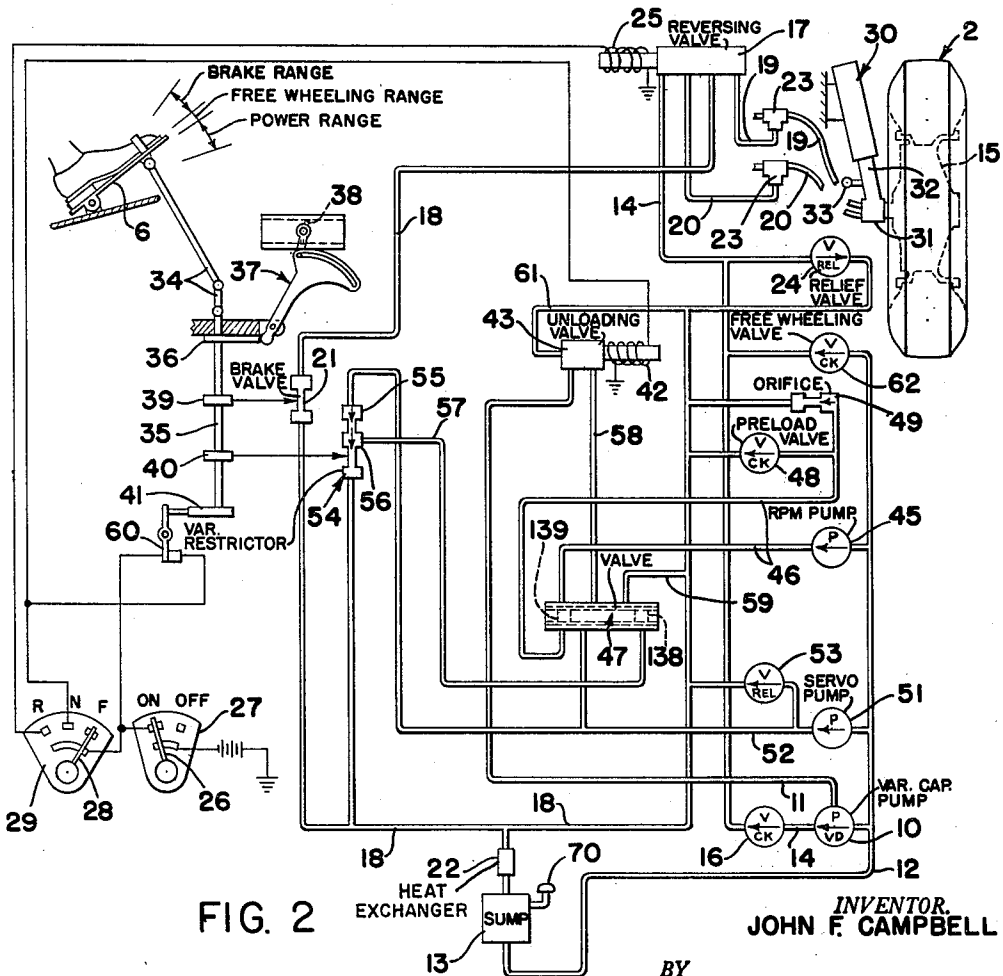 25
REVERSING
VALVE
17
30
2
BRAKE RANGE
FREE WHEELING RANGE
POWER RANGE
23
19
19
15
32
6
38
18
14
23
20
20
33
31
34
37
61
V
REL
24
RELIEF
VALVE
UNLOADING
VALVE
43
FREE WHEELING
VALVE
V
CK
62
36
BRAKE
VALVE
21
42
ORIFICE
49
39
55
57
PRELOAD
VALVE
V
CK
48
35
58
56
40
54
41
RPM PUMP
P
45
60
VAR.
RESTRICTOR
139
VALVE
46
59
47
138
53
V
REL
SERVO
PUMP
P
51
R N F
ON OFF
27
52
29
28
26
11
VAR. CAP.
PUMP
P
VD
10
18
18
V
CK
16
14
12
22
HEAT
EXCHANGER
70
SUMP
13
FIG. 2
INVENTOR.
JOHN F. CAMPBELL
BY